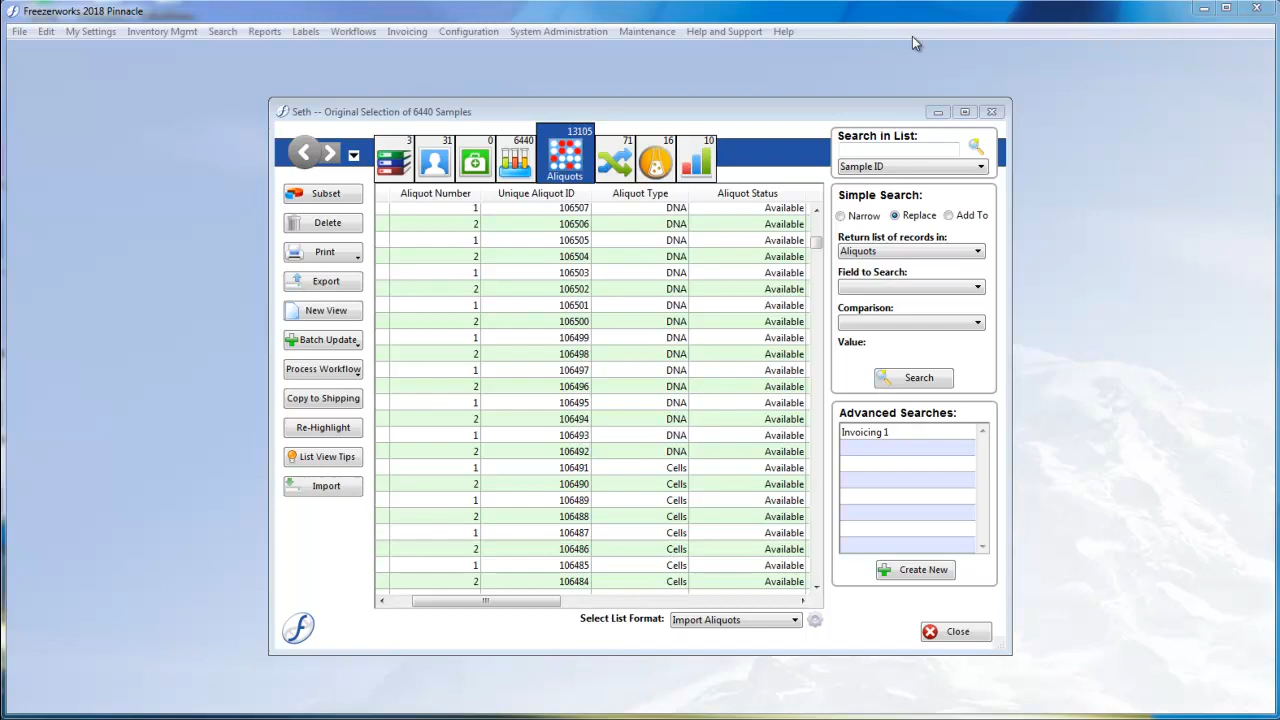 Freezerworks 2018 Pinnacle
File Edit My Settings Inventory Mgmt Search Reports Labels Workflows Invoicing Configuration System Administration Maintenance Help and Support Help
Seth -- Original Selection of 6440 Samples
3 31 0 6440 13105 71 16 10
Aliquots
Subset
Delete
Print
Export
New View
Batch Update
Process Workflow
Copy to Shipping
Re-Highlight
List View Tips
Import
Aliquot Number Unique Aliquot ID Aliquot Type Aliquot Status
1 106507 DNA Available
2 106506 DNA Available
1 106505 DNA Available
2 106504 DNA Available
1 106503 DNA Available
2 106502 DNA Available
1 106501 DNA Available
2 106500 DNA Available
1 106499 DNA Available
2 106498 DNA Available
1 106497 DNA Available
2 106496 DNA Available
1 106495 DNA Available
2 106494 DNA Available
1 106493 DNA Available
2 106492 DNA Available
1 106491 Cells Available
2 106490 Cells Available
1 106489 Cells Available
2 106488 Cells Available
1 106487 Cells Available
2 106486 Cells Available
1 106485 Cells Available
2 106484 Cells Available
Select List Format: Import Aliquots
Search in List:
Sample ID
Simple Search:
Narrow Replace Add To
Return list of records in:
Aliquots
Field to Search:
Comparison:
Value:
Search
Advanced Searches:
Invoicing 1
Create New
Close